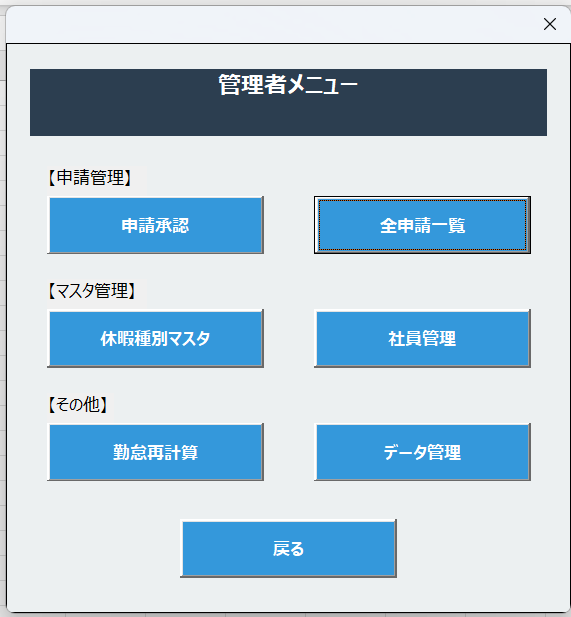 管理者メニュー
【申請管理】
申請承認
全申請一覧
【マスタ管理】
休暇種別マスタ
社員管理
【その他】
勤怠再計算
データ管理
戻る